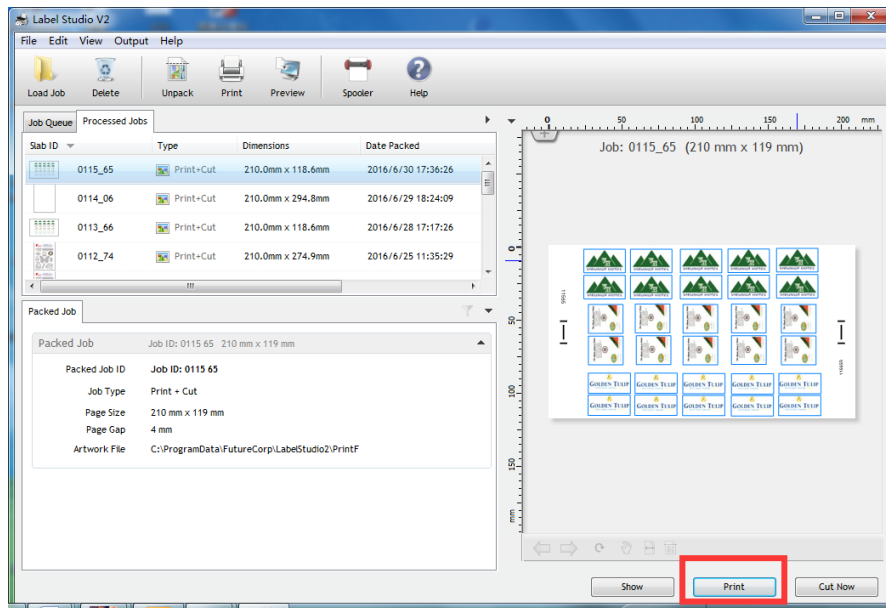 Label Studio V2
File Edit View Output Help
Load Job Delete Unpack Print Preview Spooler Help
Job Queue Processed Jobs
Slab ID Type Dimensions Date Packed
0115_65 Print+Cut 210.0mm x 118.6mm 2016/6/30 17:36:26
0114_06 Print+Cut 210.0mm x 294.8mm 2016/6/29 18:24:09
0113_66 Print+Cut 210.0mm x 118.6mm 2016/6/28 17:17:26
0112_74 Print+Cut 210.0mm x 274.9mm 2016/6/25 11:35:29
Packed Job
Packed Job Job ID: 0115 65 210 mm x 119 mm
Packed Job ID Job ID: 0115 65
Job Type Print + Cut
Page Size 210 mm x 119 mm
Page Gap 4 mm
Artwork File C:\ProgramData\FutureCorp\LabelStudio2\PrintF
0 50 100 150 200 mm
Job: 0115_65 (210 mm x 119 mm)
0
50
100
150
mm
GOLDEN TULIP GOLDEN TULIP GOLDEN TULIP GOLDEN TULIP GOLDEN TULIP
GOLDEN TULIP GOLDEN TULIP GOLDEN TULIP GOLDEN TULIP GOLDEN TULIP
Show Print Cut Now